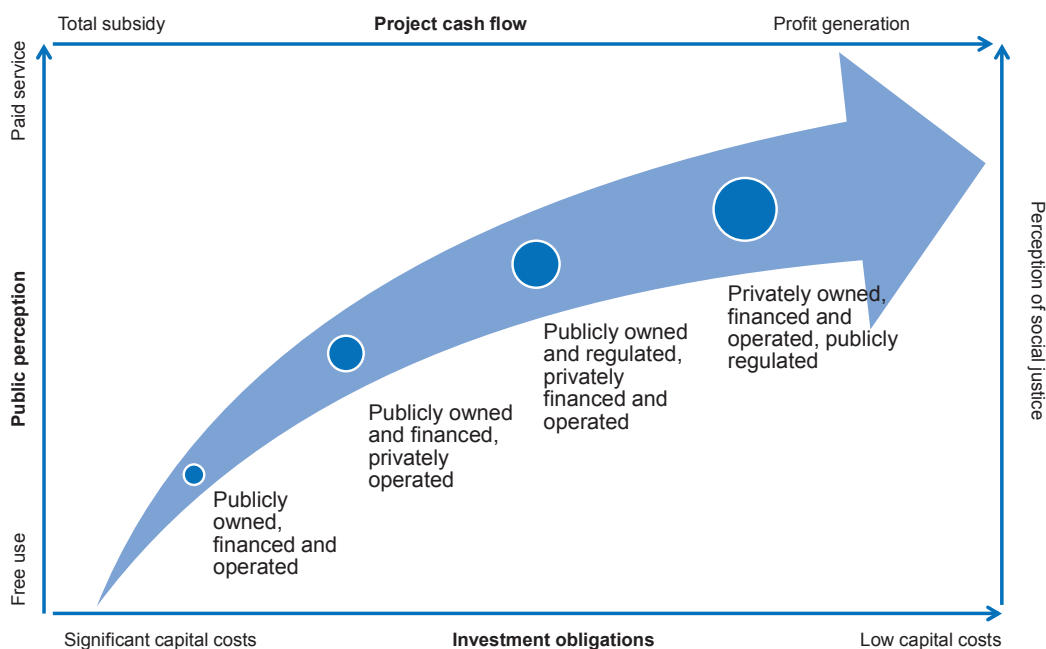 Total subsidy
Project cash flow
Profit generation
Paid service
Public perception
Free use
Perception of social justice
Privately owned,
financed and
operated, publicly
regulated
Publicly owned
and regulated,
privately
financed and
operated
Publicly owned
and financed,
privately
operated
Publicly
owned,
financed and
operated
Significant capital costs
Investment obligations
Low capital costs